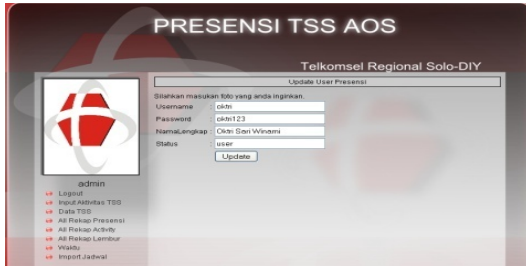 PRESENSI TSS AOS
Telkomsel Regional Solo-DIY
Update User Presensi
Silahkan masukan foto yang anda inginkan.
Username : oktri
Password : oktri123
NamaLengkap : Oktri Sari Winarni
Status : user
Update
admin
Logout
Input Aktivitas TSS
Data TSS
All Rekap Presensi
All Rekap Activity
All Rekap Lembur
Waktu
Import Jadwal